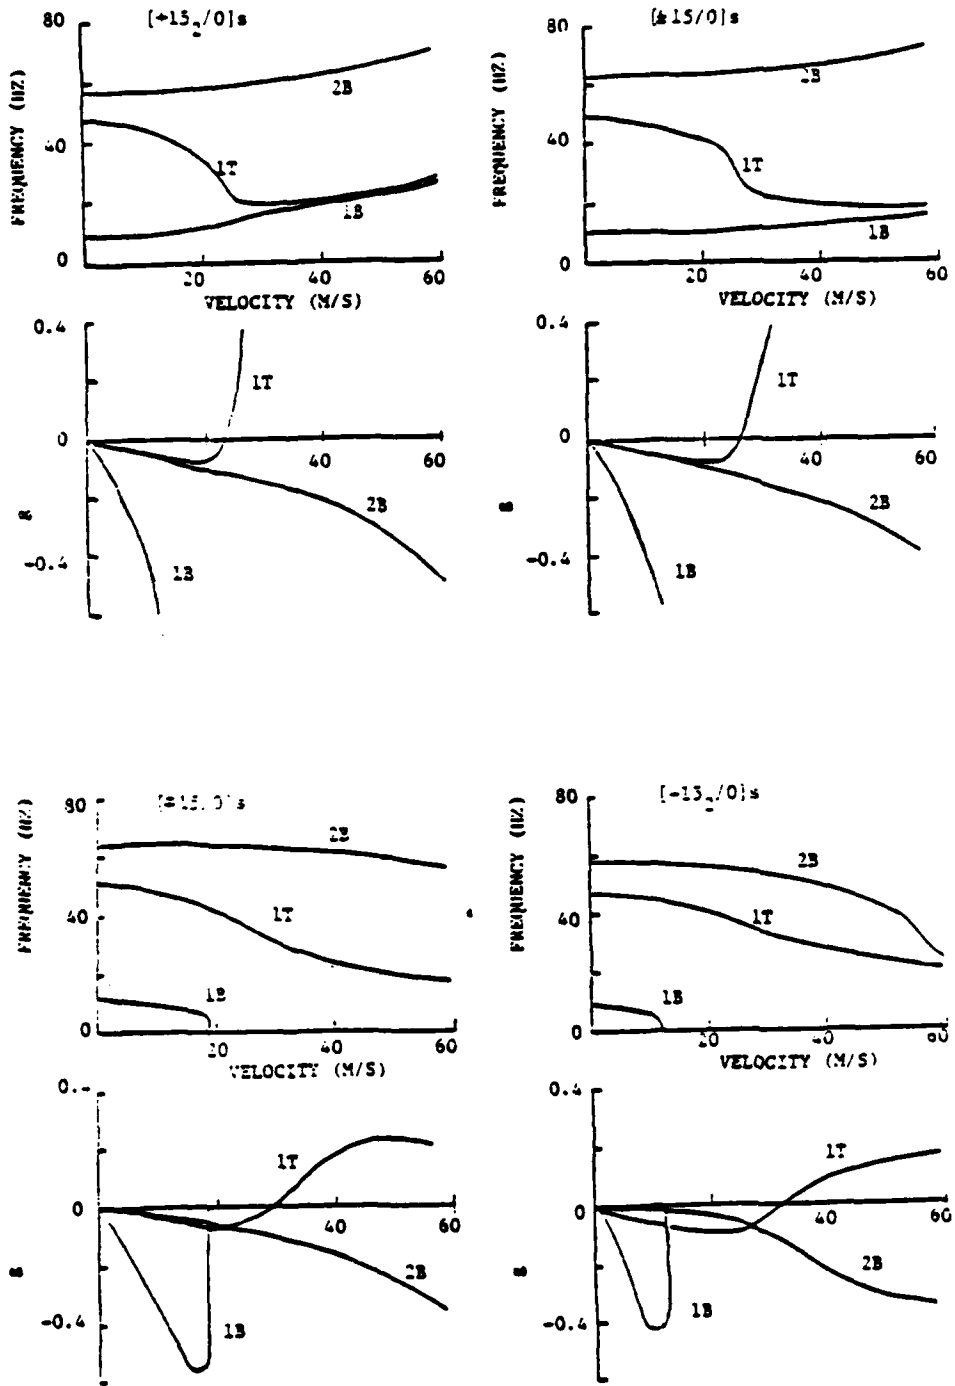 [+15₂/0]s
80
FREQUENCY (HZ)
2B
40
1T
1B
0
20
40
60
VELOCITY (M/S)
[±15/0]s
80
FREQUENCY (HZ)
2B
40
1T
1B
0
20
40
60
VELOCITY (M/S)
0.4
1T
0
40
60
2B
g
-0.4
1B
0.4
1T
0
40
60
2B
g
-0.4
1B
80
FREQUENCY (HZ)
2B
40
1T
1B
0
20
40
60
VELOCITY (M/S)
[-15₂/0]s
80
FREQUENCY (HZ)
2B
40
1T
1B
0
20
40
60
VELOCITY (M/S)
1T
0
40
60
2B
g
-0.4
1B
0.4
1T
0
40
60
2B
g
-0.4
1B